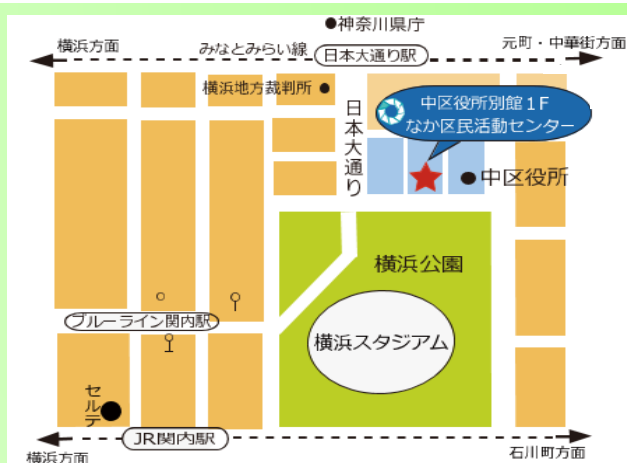 ●神奈川県庁
横浜方面
みなとみらい線
日本大通り駅
元町・中華街方面
横浜地方裁判所
日本大通り
中区役所別館1F
なか区民活動センター
中区役所
横浜公園
ブルーライン関内駅
横浜スタジアム
セルテ
JR関内駅
横浜方面
石川町方面